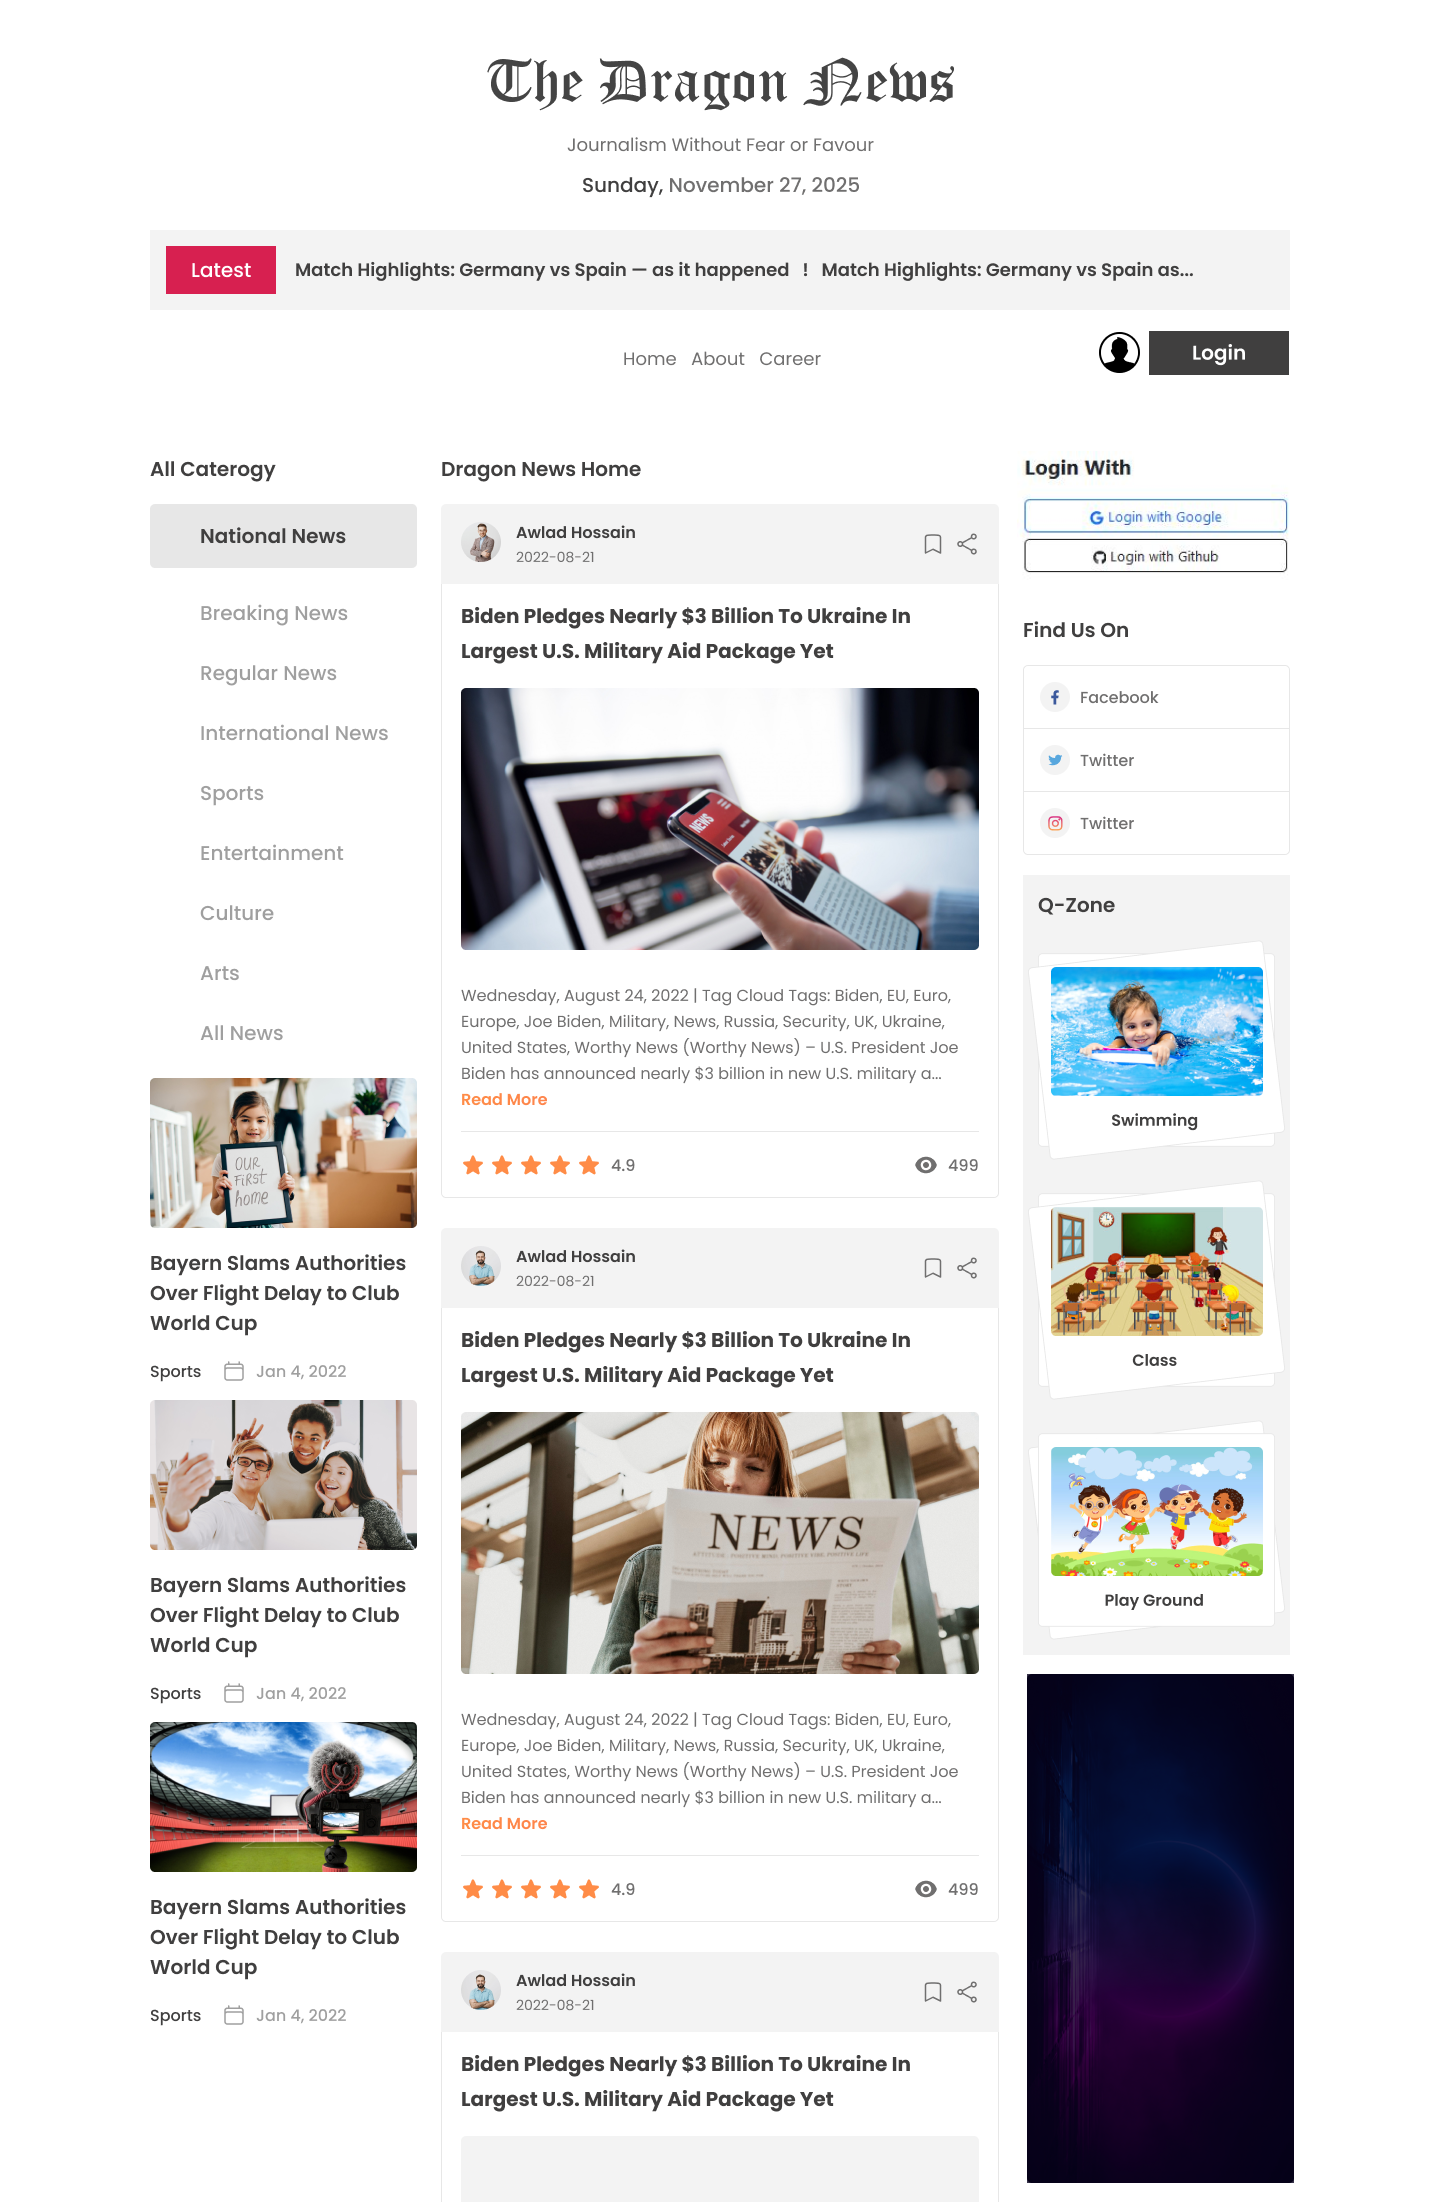 The Dragon News
Journalism Without Fear or Favour
Sunday, November 27, 2025
Latest
Match Highlights: Germany vs Spain — as it happened ! Match Highlights: Germany vs Spain as...
Home About Career
Login
All Caterogy
National News
Breaking News
Regular News
International News
Sports
Entertainment
Culture
Arts
All News
OUR
FIRST
home
Bayern Slams Authorities
Over Flight Delay to Club
World Cup
Sports Jan 4, 2022
Bayern Slams Authorities
Over Flight Delay to Club
World Cup
Sports Jan 4, 2022
Bayern Slams Authorities
Over Flight Delay to Club
World Cup
Sports Jan 4, 2022
Dragon News Home
Awlad Hossain
2022-08-21
Biden Pledges Nearly $3 Billion To Ukraine In
Largest U.S. Military Aid Package Yet
NEWS
Wednesday, August 24, 2022 | Tag Cloud Tags: Biden, EU, Euro,
Europe, Joe Biden, Military, News, Russia, Security, UK, Ukraine,
United States, Worthy News (Worthy News) – U.S. President Joe
Biden has announced nearly $3 billion in new U.S. military a...
Read More
4.9
499
Awlad Hossain
2022-08-21
Biden Pledges Nearly $3 Billion To Ukraine In
Largest U.S. Military Aid Package Yet
NEWS
ATTITUDE · POSITIVE MIND, POSITIVE VIBE, POSITIVE LIFE
Wednesday, August 24, 2022 | Tag Cloud Tags: Biden, EU, Euro,
Europe, Joe Biden, Military, News, Russia, Security, UK, Ukraine,
United States, Worthy News (Worthy News) – U.S. President Joe
Biden has announced nearly $3 billion in new U.S. military a...
Read More
4.9
499
Awlad Hossain
2022-08-21
Biden Pledges Nearly $3 Billion To Ukraine In
Largest U.S. Military Aid Package Yet
Login With
Login with Google
Login with Github
Find Us On
Facebook
Twitter
Twitter
Q-Zone
Swimming
Class
Play Ground